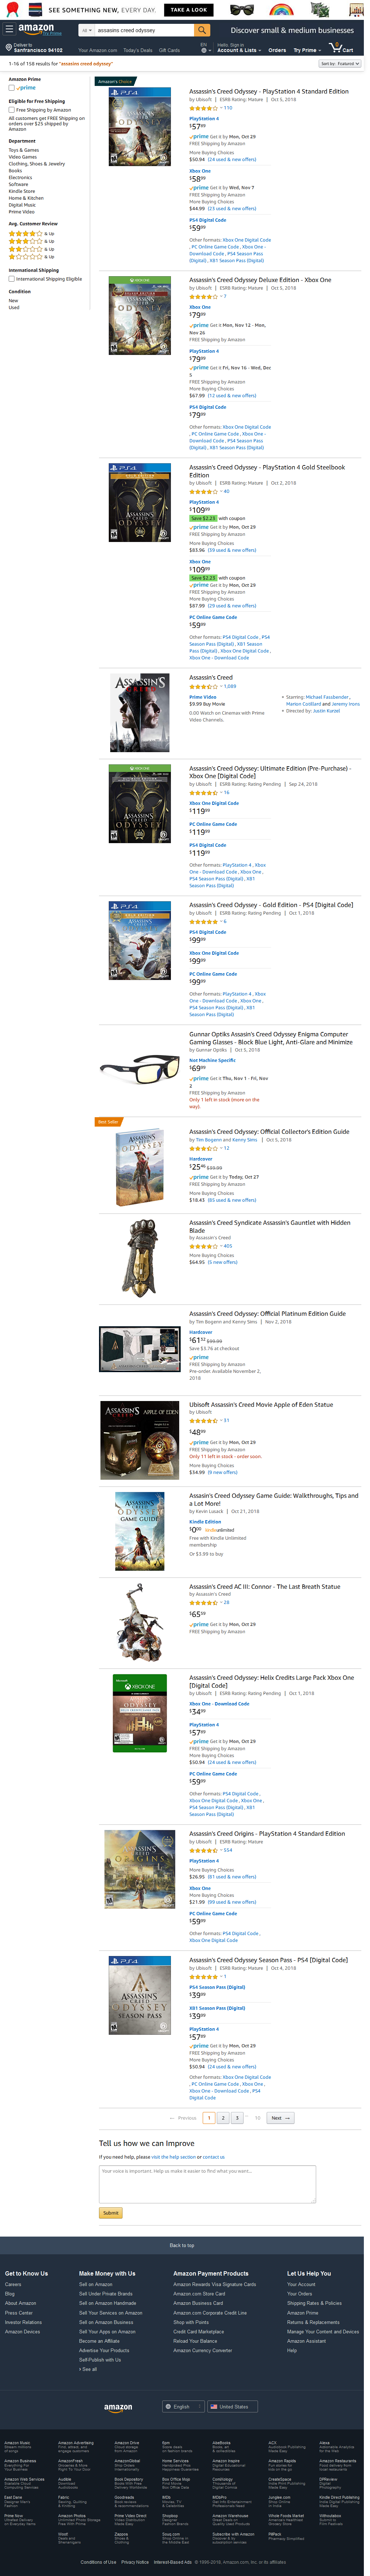 SEE SOMETHING NEW, EVERY DAY.
TAKE A LOOK
All
assassins creed odyssey
Discover small & medium businesses
amazon
prime
Deliver to
Sanfrancisco 94102
Your Amazon.com
Today's Deals
Gift Cards
EN
Hello, Sign in
Account & Lists
Orders
Try Prime
0
Cart
1-16 of 158 results for "assassins creed odyssey"
Sort by: Featured
Amazon Prime
prime
Eligible for Free Shipping
Free Shipping by Amazon
All customers get FREE Shipping on
orders over $25 shipped by
Amazon
Department
Toys & Games
Video Games
Clothing, Shoes & Jewelry
Books
Electronics
Software
Kindle Store
Home & Kitchen
Digital Music
Prime Video
Avg. Customer Review
& Up
& Up
& Up
& Up
International Shipping
International Shipping Eligible
Condition
New
Used
Amazon's Choice
Assassin's Creed Odyssey - PlayStation 4 Standard Edition
by Ubisoft | ESRB Rating: Mature | Oct 5, 2018
110
PlayStation 4
$57 99
prime Get it by Mon, Oct 29
FREE Shipping by Amazon
More Buying Choices
$50.94 (24 used & new offers)
Xbox One
$58 99
prime Get it by Wed, Nov 7
FREE Shipping by Amazon
More Buying Choices
$44.99 (23 used & new offers)
PS4 Digital Code
$59 99
Other formats: Xbox One Digital Code
, PC Online Game Code , Xbox One -
Download Code , PS4 Season Pass
(Digital) , XB1 Season Pass (Digital)
Assassin's Creed Odyssey Deluxe Edition - Xbox One
by Ubisoft | ESRB Rating: Mature | Oct 5, 2018
7
Xbox One
$79 99
prime Get it Mon, Nov 12 - Mon,
Nov 26
FREE Shipping by Amazon
PlayStation 4
$79 99
prime Get it Fri, Nov 16 - Wed, Dec
5
FREE Shipping by Amazon
More Buying Choices
$67.99 (12 used & new offers)
PS4 Digital Code
$79 99
Other formats: Xbox One Digital Code
, PC Online Game Code , Xbox One -
Download Code , PS4 Season Pass
(Digital) , XB1 Season Pass (Digital)
Assassin's Creed Odyssey - PlayStation 4 Gold Steelbook
Edition
by Ubisoft | ESRB Rating: Mature | Oct 2, 2018
40
PlayStation 4
$109 99
Save $2.23 with coupon
prime Get it by Mon, Oct 29
FREE Shipping by Amazon
More Buying Choices
$83.96 (39 used & new offers)
Xbox One
$109 99
Save $2.23 with coupon
prime Get it by Mon, Oct 29
FREE Shipping by Amazon
More Buying Choices
$87.99 (29 used & new offers)
PC Online Game Code
$59 99
Other formats: PS4 Digital Code , PS4
Season Pass (Digital) , XB1 Season
Pass (Digital) , Xbox One Digital Code ,
Xbox One - Download Code
Assassin's Creed
1,089
Prime Video
$9.99 Buy Movie
0.00 Watch on Cinemax with Prime
Video Channels.
Starring: Michael Fassbender ,
Marion Cotillard and Jeremy Irons
Directed by: Justin Kurzel
Assassin's Creed Odyssey: Ultimate Edition (Pre-Purchase) -
Xbox One [Digital Code]
by Ubisoft | ESRB Rating: Rating Pending | Sep 24, 2018
16
Xbox One Digital Code
$119 99
PC Online Game Code
$119 99
PS4 Digital Code
$119 99
Other formats: PlayStation 4 , Xbox
One - Download Code , Xbox One ,
PS4 Season Pass (Digital) , XB1
Season Pass (Digital)
Assassin's Creed Odyssey - Gold Edition - PS4 [Digital Code]
by Ubisoft | ESRB Rating: Rating Pending | Oct 1, 2018
6
PS4 Digital Code
$99 99
Xbox One Digital Code
$99 99
PC Online Game Code
$99 99
Other formats: PlayStation 4 , Xbox
One - Download Code , Xbox One ,
PS4 Season Pass (Digital) , XB1
Season Pass (Digital)
Gunnar Optiks Assasin's Creed Odyssey Enigma Computer
Gaming Glasses - Block Blue Light, Anti-Glare and Minimize
by Gunnar Optiks | Oct 5, 2018
Not Machine Specific
$69 99
prime Get it Thu, Nov 1 - Fri, Nov
2
FREE Shipping by Amazon
Only 1 left in stock (more on the
way).
Best Seller
Assassin's Creed Odyssey: Official Collector's Edition Guide
by Tim Bogenn and Kenny Sims | Oct 5, 2018
12
Hardcover
$25 46 $39.99
prime Get it by Today, Oct 27
FREE Shipping by Amazon
More Buying Choices
$18.43 (85 used & new offers)
Assassin's Creed Syndicate Assassin's Gauntlet with Hidden
Blade
by Assassin's Creed
405
More Buying Choices
$64.95 (5 new offers)
Assassin's Creed Odyssey: Official Platinum Edition Guide
by Tim Bogenn and Kenny Sims | Nov 2, 2018
Hardcover
$61 32 $99.99
Save $3.76 at checkout
prime
FREE Shipping by Amazon
Pre-order. Available November 2,
2018
Ubisoft Assassin's Creed Movie Apple of Eden Statue
by Ubisoft
31
$48 99
prime Get it by Mon, Oct 29
FREE Shipping by Amazon
Only 11 left in stock - order soon.
More Buying Choices
$34.99 (9 new offers)
Assasin's Creed Odyssey Game Guide: Walkthroughs, Tips and
a Lot More!
by Kevin Lusack | Oct 21, 2018
Kindle Edition
$0 00 kindleunlimited
Free with Kindle Unlimited
membership
Or $3.99 to buy
Assassin's Creed AC III: Connor - The Last Breath Statue
by Assassin's Creed
28
$65 59
prime Get it by Mon, Oct 29
FREE Shipping by Amazon
Assassin's Creed Odyssey: Helix Credits Large Pack Xbox One
[Digital Code]
by Ubisoft | ESRB Rating: Rating Pending | Oct 1, 2018
Xbox One - Download Code
$34 99
PlayStation 4
$57 99
prime Get it by Mon, Oct 29
FREE Shipping by Amazon
More Buying Choices
$50.94 (24 used & new offers)
PC Online Game Code
$59 99
Other formats: PS4 Digital Code ,
Xbox One Digital Code , Xbox One ,
PS4 Season Pass (Digital) , XB1
Season Pass (Digital)
Assassin's Creed Origins - PlayStation 4 Standard Edition
by Ubisoft | ESRB Rating: Mature
554
PlayStation 4
More Buying Choices
$26.95 (81 used & new offers)
Xbox One
More Buying Choices
$21.99 (99 used & new offers)
PC Online Game Code
$59 99
Other formats: PS4 Digital Code ,
Xbox One Digital Code
Assassin's Creed Odyssey Season Pass - PS4 [Digital Code]
by Ubisoft | ESRB Rating: Mature | Oct 4, 2018
1
PS4 Season Pass (Digital)
$39 99
XB1 Season Pass (Digital)
$39 99
PlayStation 4
$57 99
prime Get it by Mon, Oct 29
FREE Shipping by Amazon
More Buying Choices
$50.94 (24 used & new offers)
Other formats: Xbox One Digital Code
, PC Online Game Code , Xbox One ,
Xbox One - Download Code , PS4
Digital Code
← Previous 1 2 3 ... 10 Next →
Tell us how we can Improve
If you need help, please visit the help section or contact us
Your voice is important. Help us make it easier to find what you want...
Submit
Back to top
Get to Know Us
Careers
Blog
About Amazon
Press Center
Investor Relations
Amazon Devices
Make Money with Us
Sell on Amazon
Sell Under Private Brands
Sell on Amazon Handmade
Sell Your Services on Amazon
Sell on Amazon Business
Sell Your Apps on Amazon
Become an Affiliate
Advertise Your Products
Self-Publish with Us
› See all
Amazon Payment Products
Amazon Rewards Visa Signature Cards
Amazon.com Store Card
Amazon Business Card
Amazon.com Corporate Credit Line
Shop with Points
Credit Card Marketplace
Reload Your Balance
Amazon Currency Converter
Let Us Help You
Your Account
Your Orders
Shipping Rates & Policies
Amazon Prime
Returns & Replacements
Manage Your Content and Devices
Amazon Assistant
Help
amazon
English
United States
Conditions of Use Privacy Notice Interest-Based Ads © 1996-2018, Amazon.com, Inc. or its affiliates